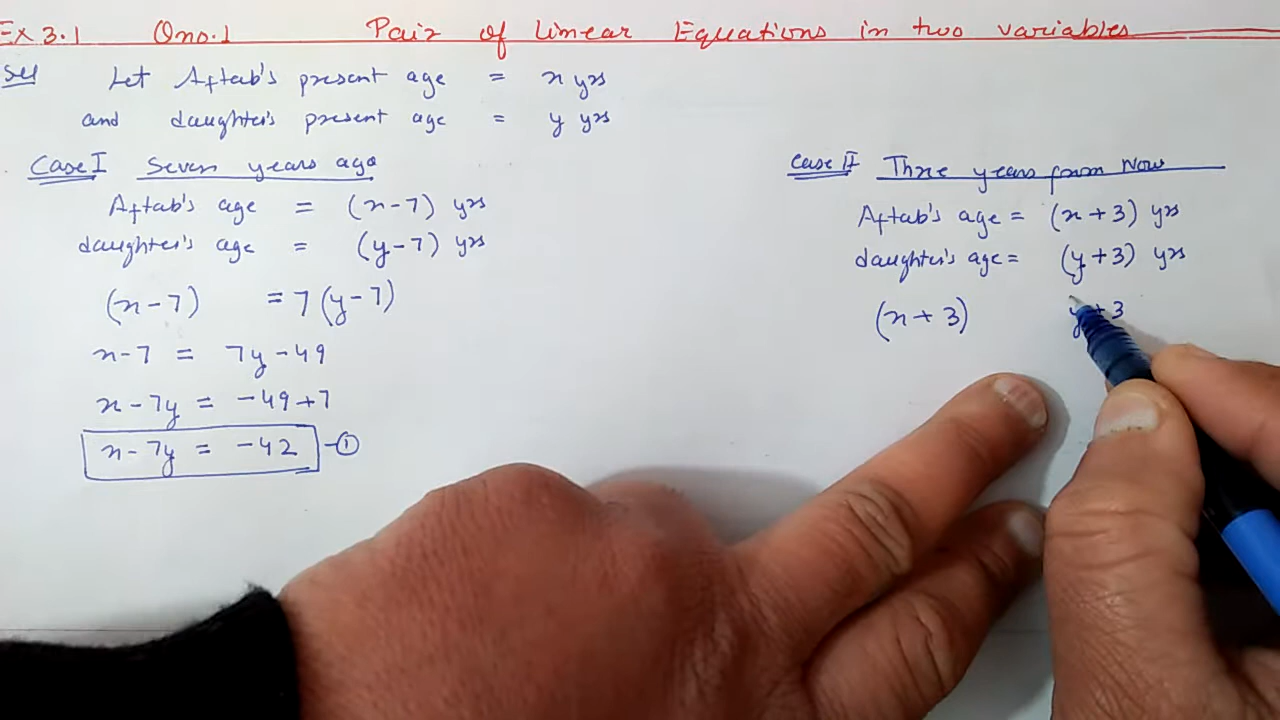 Ex 3.1 Qno.1 Pair of Linear Equations in two variables
Sol Let Aftab's present age = x yrs
and daughter's present age = y yrs
Case I Seven years ago
Aftab's age = (x-7) yrs
daughter's age = (y-7) yrs
(x-7) = 7(y-7)
x-7 = 7y-49
x-7y = -49+7
x-7y = -42 -①
Case II Three years from Now
Aftab's age = (x+3) yrs
daughter's age = (y+3) yrs
(x+3) y+3